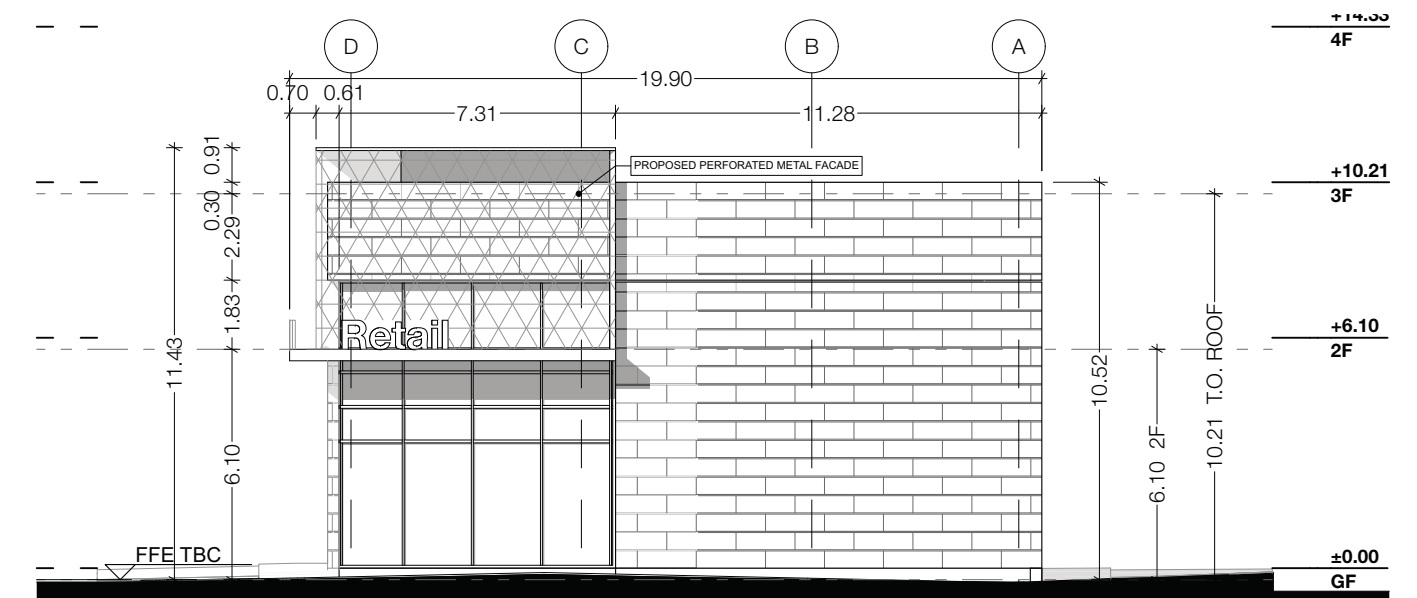 +14.33
4F
D
C
B
A
19.90
0.70
0.61
7.31
11.28
PROPOSED PERFORATED METAL FACADE
+10.21
3F
0.91
0.30
2.29
1.83
6.10
11.43
Retail
10.52
6.10 2F
10.21 T.O. ROOF
+6.10
2F
FFE TBC
±0.00
GF